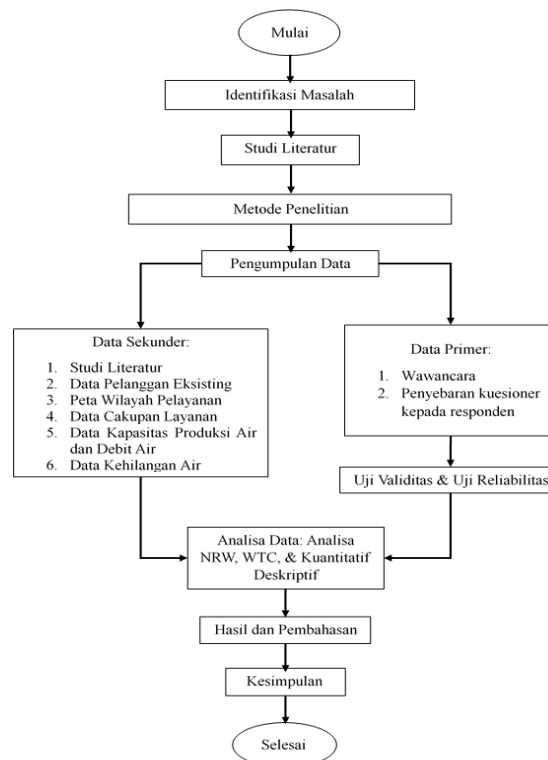 Mulai
Identifikasi Masalah
Studi Literatur
Metode Penelitian
Pengumpulan Data
Data Sekunder:
1. Studi Literatur
2. Data Pelanggan Eksisting
3. Peta Wilayah Pelayanan
4. Data Cakupan Layanan
5. Data Kapasitas Produksi Air
dan Debit Air
6. Data Kehilangan Air
Data Primer:
1. Wawancara
2. Penyebaran kuesioner
kepada responden
Uji Validitas & Uji Reliabilitas
Analisa Data: Analisa
NRW, WTC, & Kuantitatif
Deskriptif
Hasil dan Pembahasan
Kesimpulan
Selesai